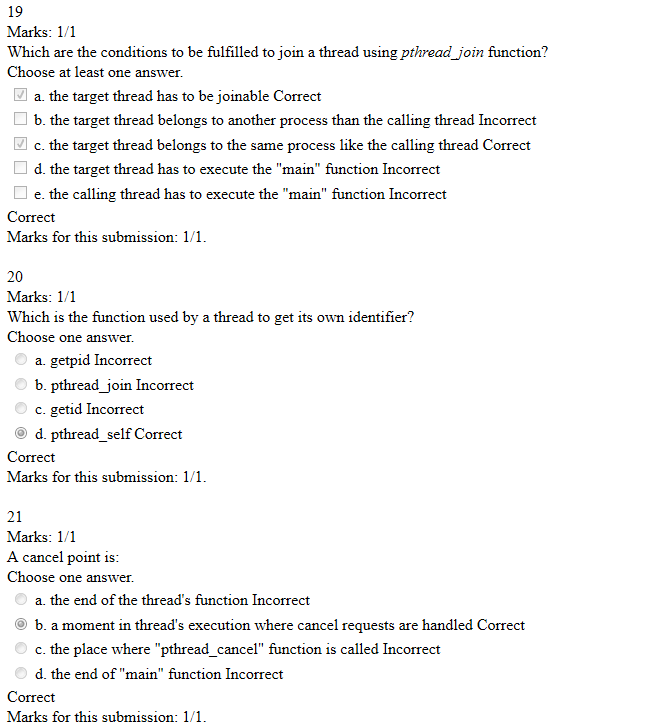 19
Marks: 1/1
Which are the conditions to be fulfilled to join a thread using pthread_join function?
Choose at least one answer.
a. the target thread has to be joinable Correct
b. the target thread belongs to another process than the calling thread Incorrect
c. the target thread belongs to the same process like the calling thread Correct
d. the target thread has to execute the "main" function Incorrect
e. the calling thread has to execute the "main" function Incorrect
Correct
Marks for this submission: 1/1.
20
Marks: 1/1
Which is the function used by a thread to get its own identifier?
Choose one answer.
a. getpid Incorrect
b. pthread_join Incorrect
c. getid Incorrect
d. pthread_self Correct
Correct
Marks for this submission: 1/1.
21
Marks: 1/1
A cancel point is:
Choose one answer.
a. the end of the thread's function Incorrect
b. a moment in thread's execution where cancel requests are handled Correct
c. the place where "pthread_cancel" function is called Incorrect
d. the end of "main" function Incorrect
Correct
Marks for this submission: 1/1.